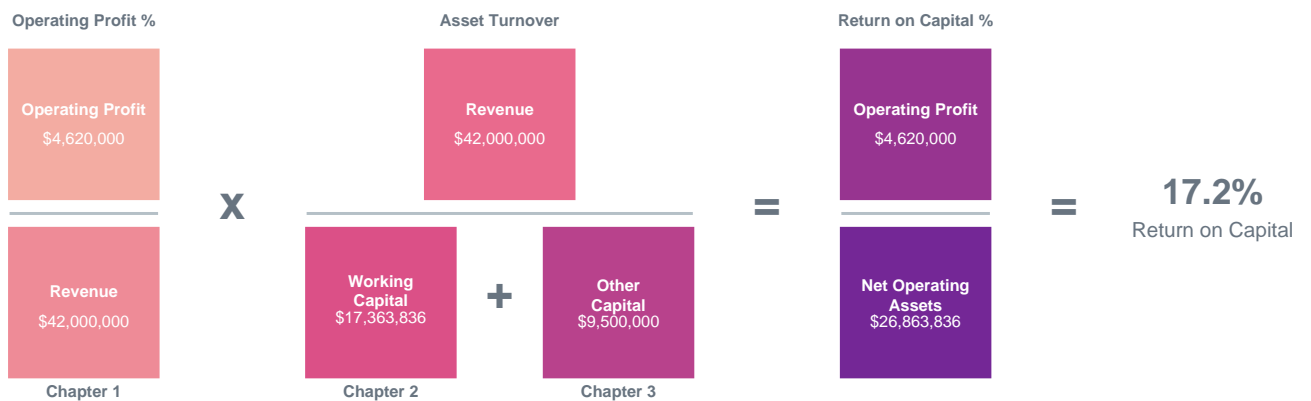 Operating Profit %
Asset Turnover
Return on Capital %
Operating Profit
$4,620,000
Revenue
$42,000,000
Operating Profit
$4,620,000
X
=
=
17.2%
Return on Capital
Revenue
$42,000,000
Working
Capital
$17,363,836
+
Other
Capital
$9,500,000
Net Operating
Assets
$26,863,836
Chapter 1
Chapter 2
Chapter 3